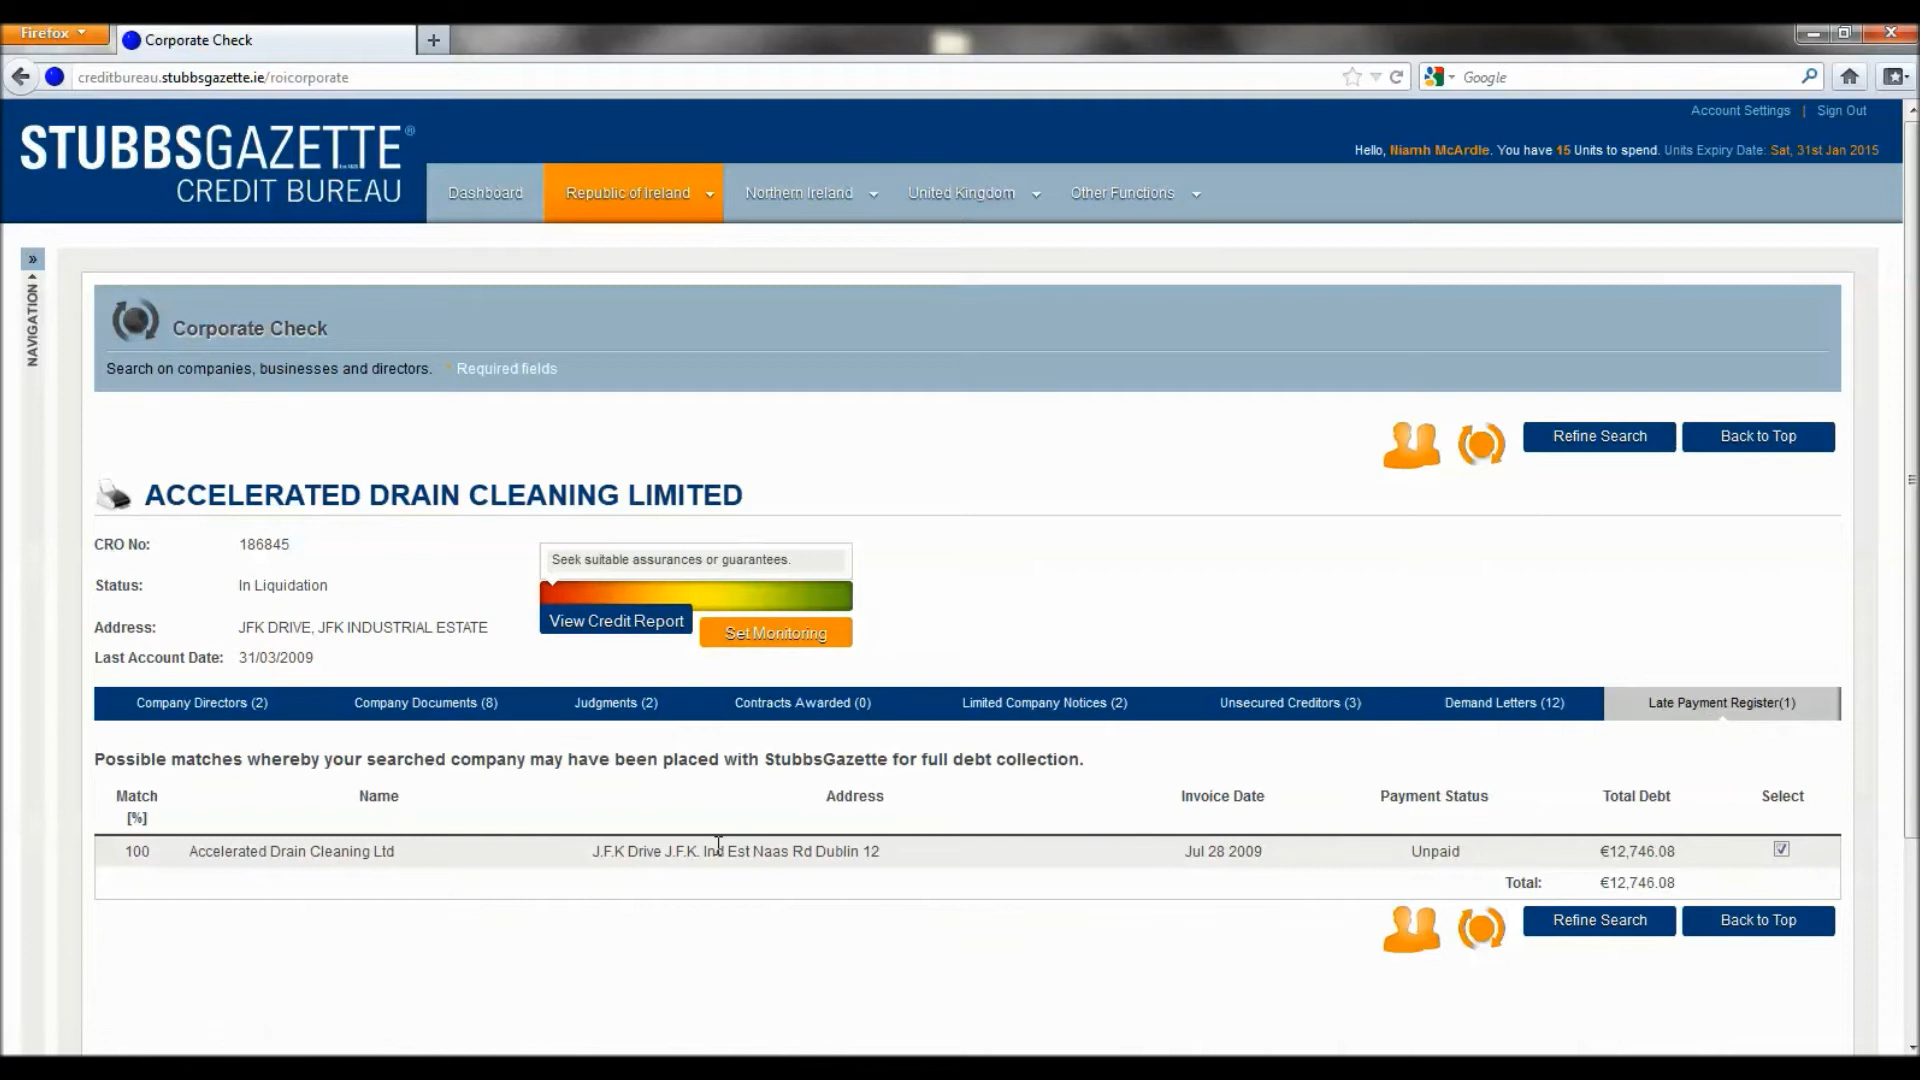 Firefox
Corporate Check
creditbureau.stubbsgazette.ie/roicorporate
Google
Account Settings | Sign Out
STUBBSGAZETTE®
CREDIT BUREAU
Hello, Niamh McArdle. You have 15 Units to spend. Units Expiry Date: Sat, 31st Jan 2015
Dashboard Republic of Ireland Northern Ireland United Kingdom Other Functions
»
NAVIGATION
Corporate Check
Search on companies, businesses and directors. * Required fields
Refine Search Back to Top
ACCELERATED DRAIN CLEANING LIMITED
CRO No: 186845
Seek suitable assurances or guarantees.
Status: In Liquidation
View Credit Report
Set Monitoring
Address: JFK DRIVE, JFK INDUSTRIAL ESTATE
Last Account Date: 31/03/2009
Company Directors (2) Company Documents (8) Judgments (2) Contracts Awarded (0) Limited Company Notices (2) Unsecured Creditors (3) Demand Letters (12) Late Payment Register(1)
Possible matches whereby your searched company may have been placed with StubbsGazette for full debt collection.
Match [%] Name Address Invoice Date Payment Status Total Debt Select
100 Accelerated Drain Cleaning Ltd J.F.K Drive J.F.K. Ind Est Naas Rd Dublin 12 Jul 28 2009 Unpaid €12,746.08
Total: €12,746.08
Refine Search Back to Top